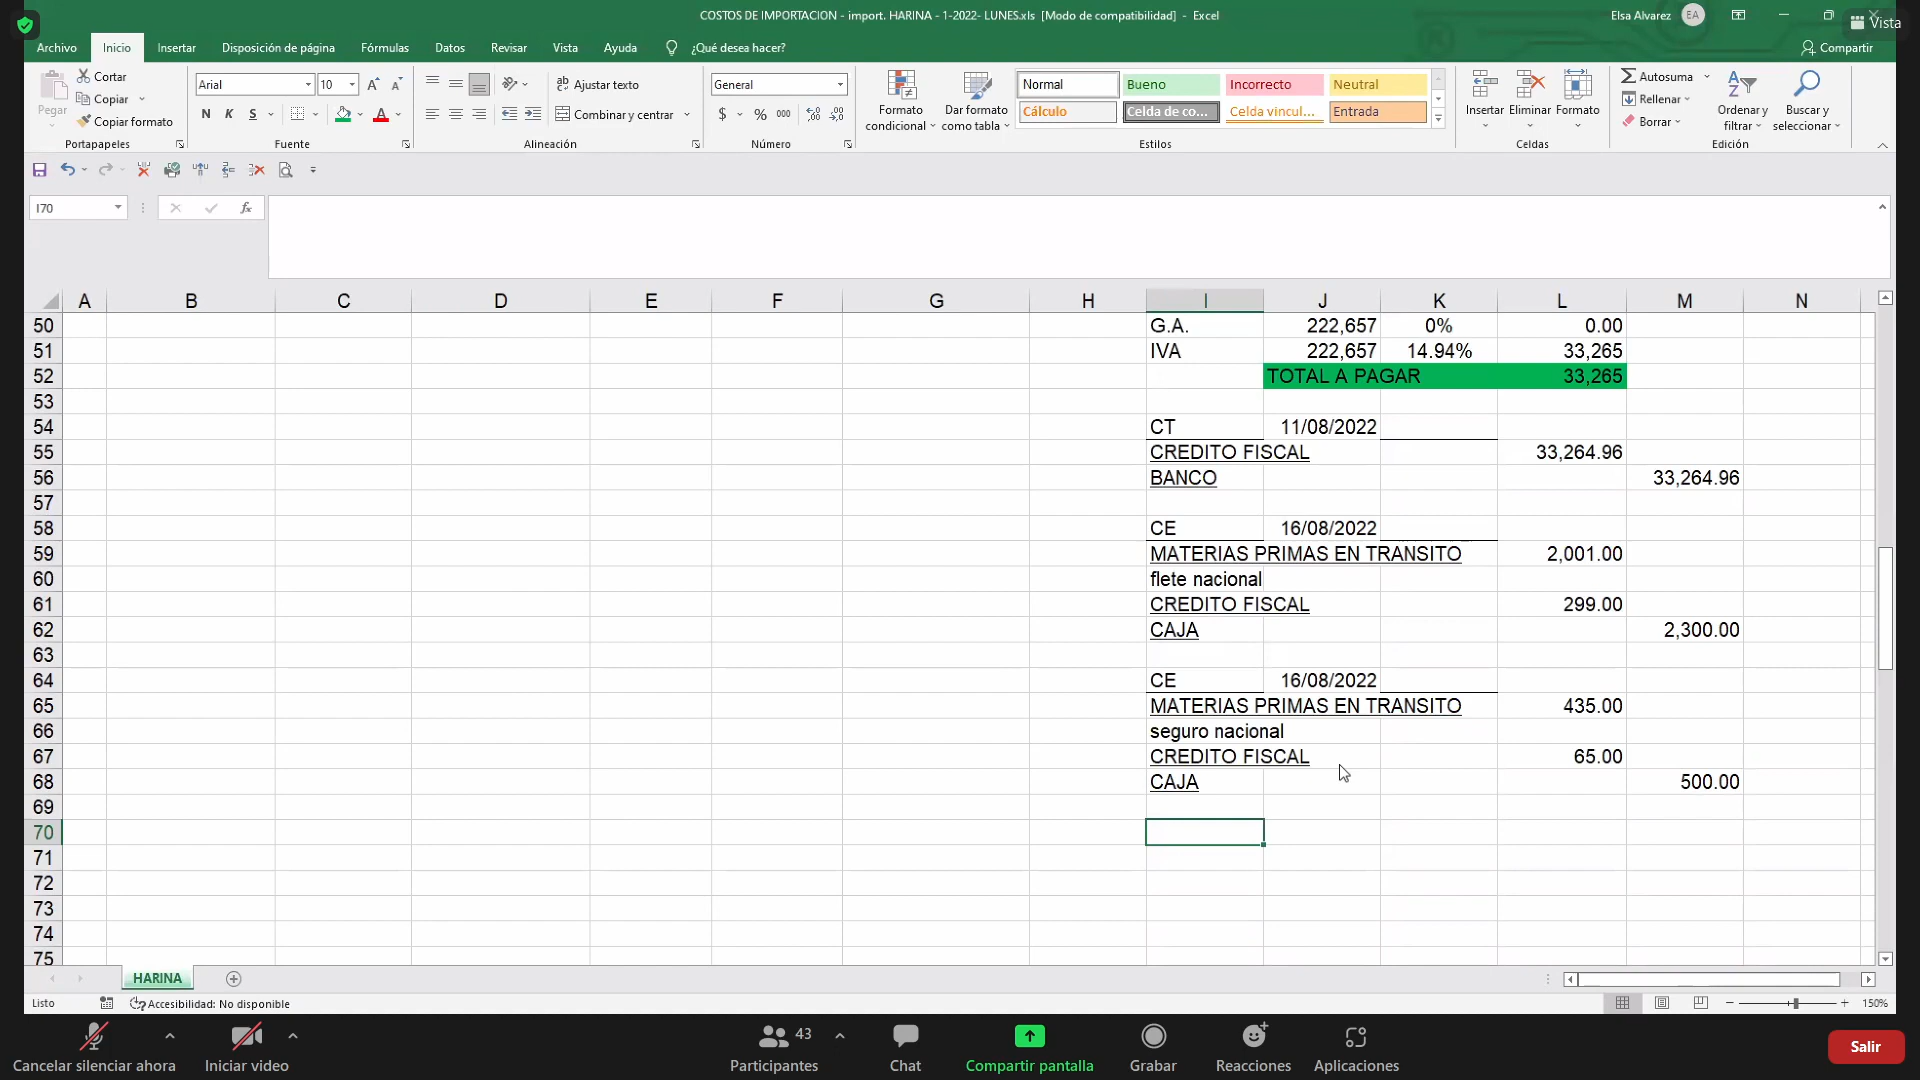 COSTOS DE IMPORTACION - import. HARINA - 1-2022- LUNES.xls [Modo de compatibilidad] - Excel
Elsa Alvarez EA
Vista
Archivo Inicio Insertar Disposición de página Fórmulas Datos Revisar Vista Ayuda ¿Qué desea hacer? Compartir
Pegar
Cortar
Copiar
Copiar formato
Portapapeles
Arial 10
N K S
Fuente
Ajustar texto
Combinar y centrar
Alineación
General
$ % 000
Número
Formato condicional
Dar formato como tabla
Normal Bueno Incorrecto Neutral
Cálculo Celda de co... Celda vincul... Entrada
Estilos
Insertar Eliminar Formato
Celdas
Autosuma
Rellenar
Borrar
Ordenar y filtrar
Buscar y seleccionar
Edición
I70
fx
A B C D E F G H I J K L M N
50 G.A. 222,657 0% 0.00
51 IVA 222,657 14.94% 33,265
52 TOTAL A PAGAR 33,265
53
54 CT 11/08/2022
55 CREDITO FISCAL 33,264.96
56 BANCO 33,264.96
57
58 CE 16/08/2022
59 MATERIAS PRIMAS EN TRANSITO 2,001.00
60 flete nacional
61 CREDITO FISCAL 299.00
62 CAJA 2,300.00
63
64 CE 16/08/2022
65 MATERIAS PRIMAS EN TRANSITO 435.00
66 seguro nacional
67 CREDITO FISCAL 65.00
68 CAJA 500.00
69
70
71
72
73
74
75
HARINA
Listo Accesibilidad: No disponible 150%
Cancelar silenciar ahora Iniciar video Participantes 43 Chat Compartir pantalla Grabar Reacciones Aplicaciones Salir